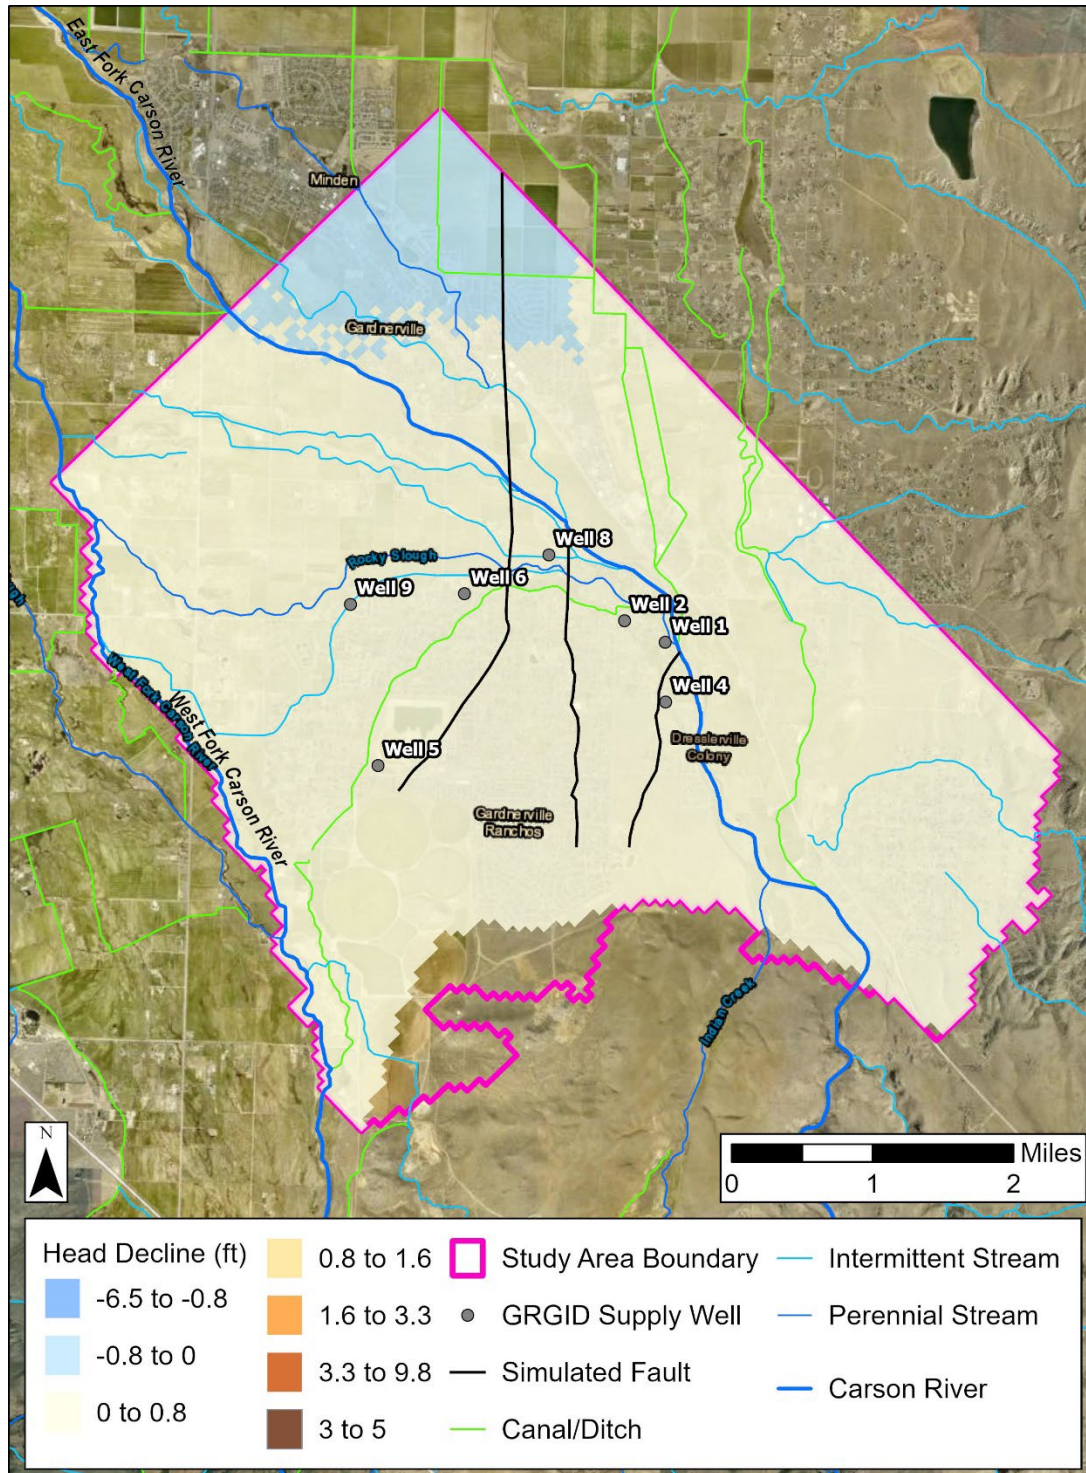 East Fork Carson River
Minden
Gardnerville
Well 8
Rocky Slough
Well 6
Well 9
Well 2
Well 1
West Fork Carson River
West Fork Carson River
Well 4
Dresslerville
Colony
Well 5
Gardnerville
Ranchos
Indian Creek
N
Miles
0 1 2
Head Decline (ft)
-6.5 to -0.8
-0.8 to 0
0 to 0.8
0.8 to 1.6
1.6 to 3.3
3.3 to 9.8
3 to 5
Study Area Boundary
GRGID Supply Well
Simulated Fault
Canal/Ditch
Intermittent Stream
Perennial Stream
Carson River